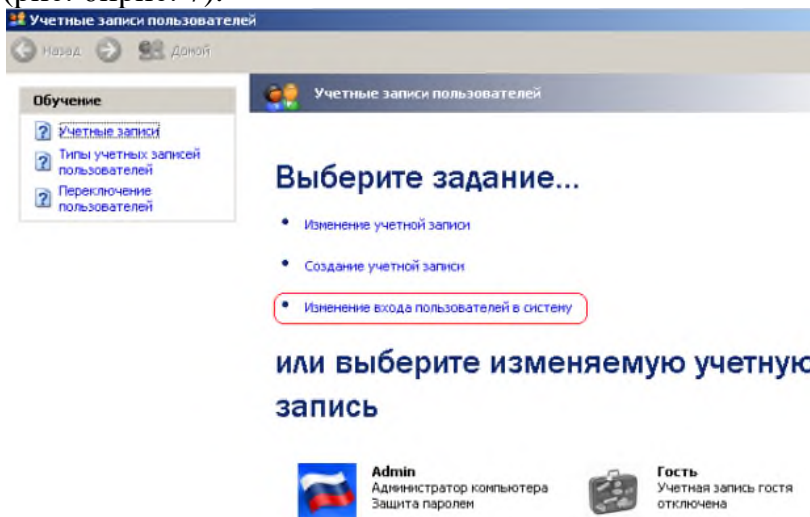 Учетные записи пользователей
Назад Домой
Обучение
Учетные записи
Типы учетных записей
пользователей
Переключение
пользователей
Учетные записи пользователей
Выберите задание...
Изменение учетной записи
Создание учетной записи
Изменение входа пользователей в систему
или выберите изменяемую учетную
запись
Admin
Администратор компьютера
Защита паролем
Гость
Учетная запись гостя
отключена